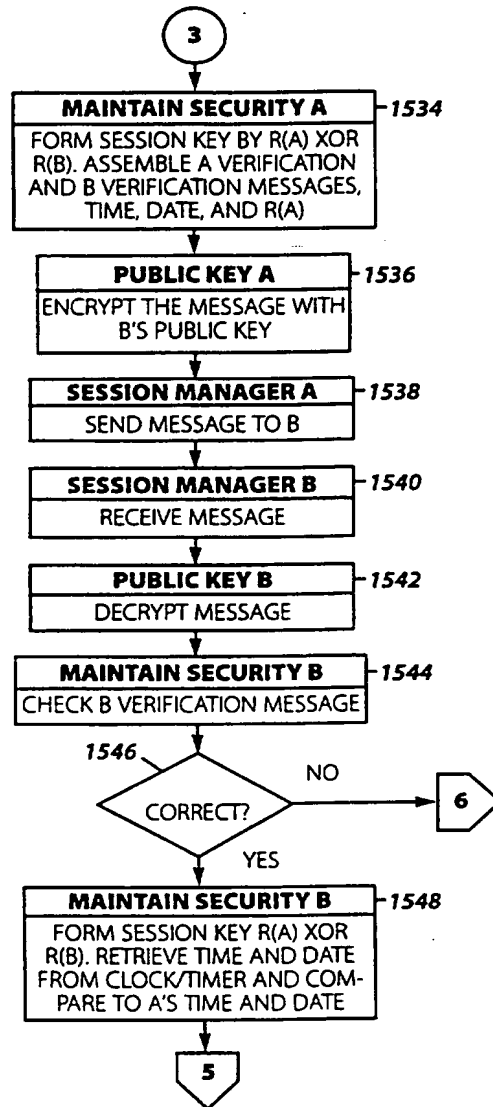 3
MAINTAIN SECURITY A
1534
FORM SESSION KEY BY R(A) XOR
R(B). ASSEMBLE A VERIFICATION
AND B VERIFICATION MESSAGES,
TIME, DATE, AND R(A)
PUBLIC KEY A
1536
ENCRYPT THE MESSAGE WITH
B'S PUBLIC KEY
SESSION MANAGER A
1538
SEND MESSAGE TO B
SESSION MANAGER B
1540
RECEIVE MESSAGE
PUBLIC KEY B
1542
DECRYPT MESSAGE
MAINTAIN SECURITY B
1544
CHECK B VERIFICATION MESSAGE
1546
CORRECT?
NO
6
YES
MAINTAIN SECURITY B
1548
FORM SESSION KEY R(A) XOR
R(B). RETRIEVE TIME AND DATE
FROM CLOCK/TIMER AND COM-
PARE TO A'S TIME AND DATE
5